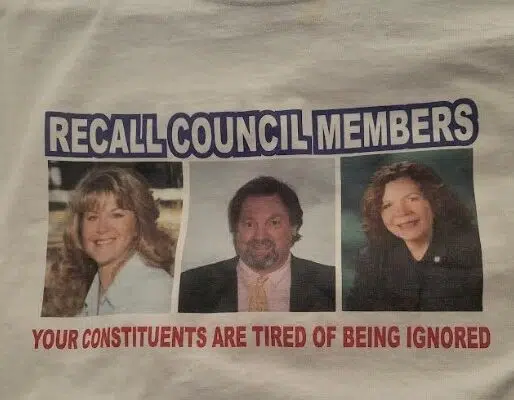 RECALL COUNCIL MEMBERS
YOUR CONSTITUENTS ARE TIRED OF BEING IGNORED